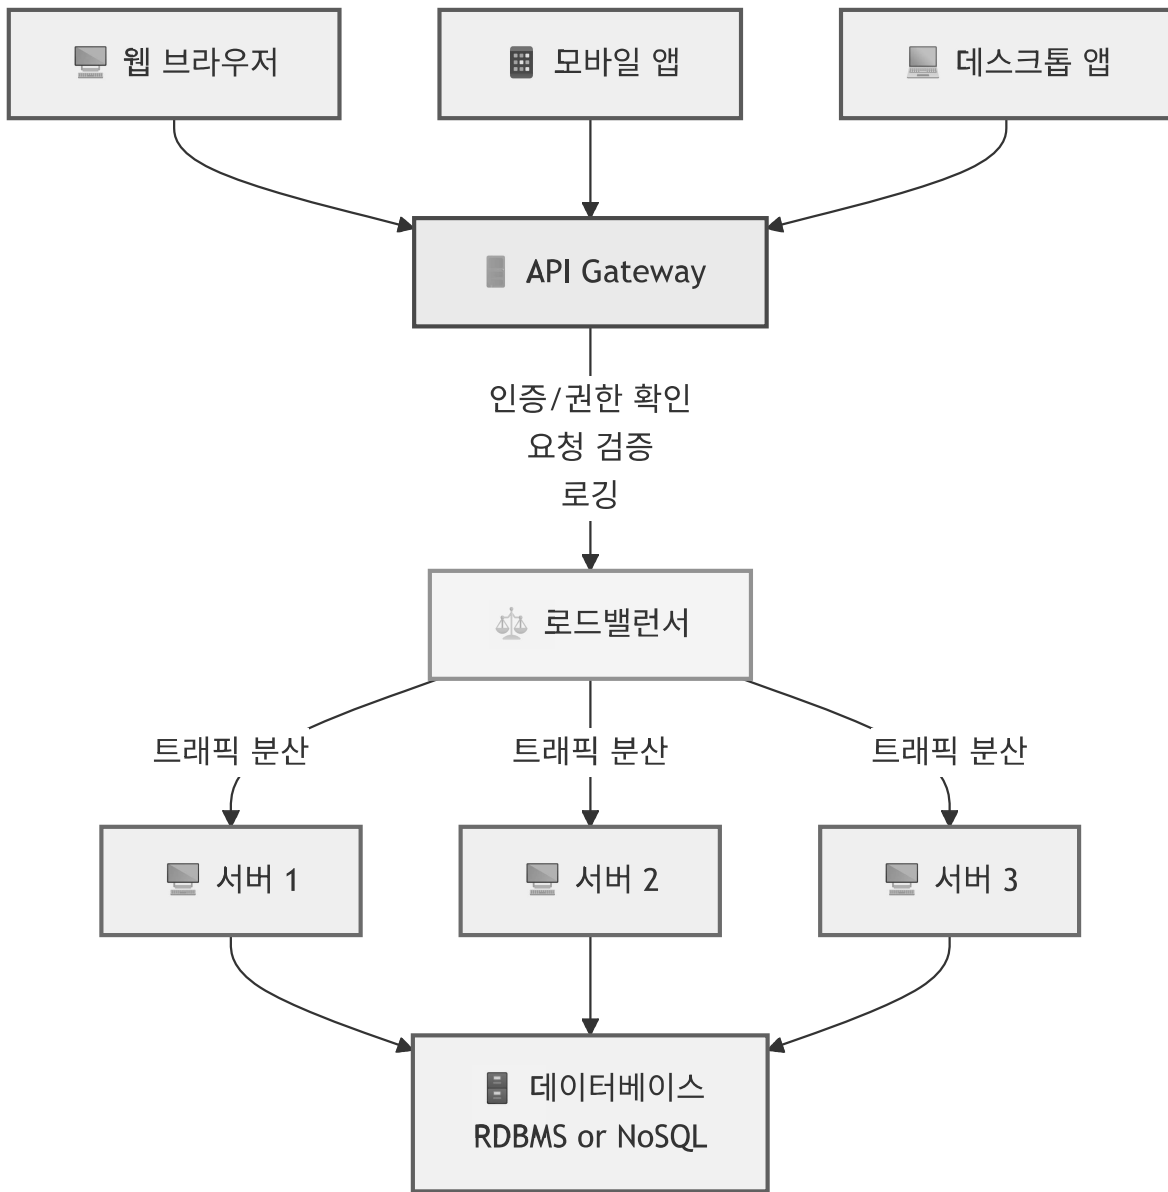 웹 브라우저
모바일 앱
데스크톱 앱
API Gateway
인증/권한 확인
요청 검증
로깅
로드밸런서
트래픽 분산
트래픽 분산
트래픽 분산
서버 1
서버 2
서버 3
데이터베이스
RDBMS or NoSQL